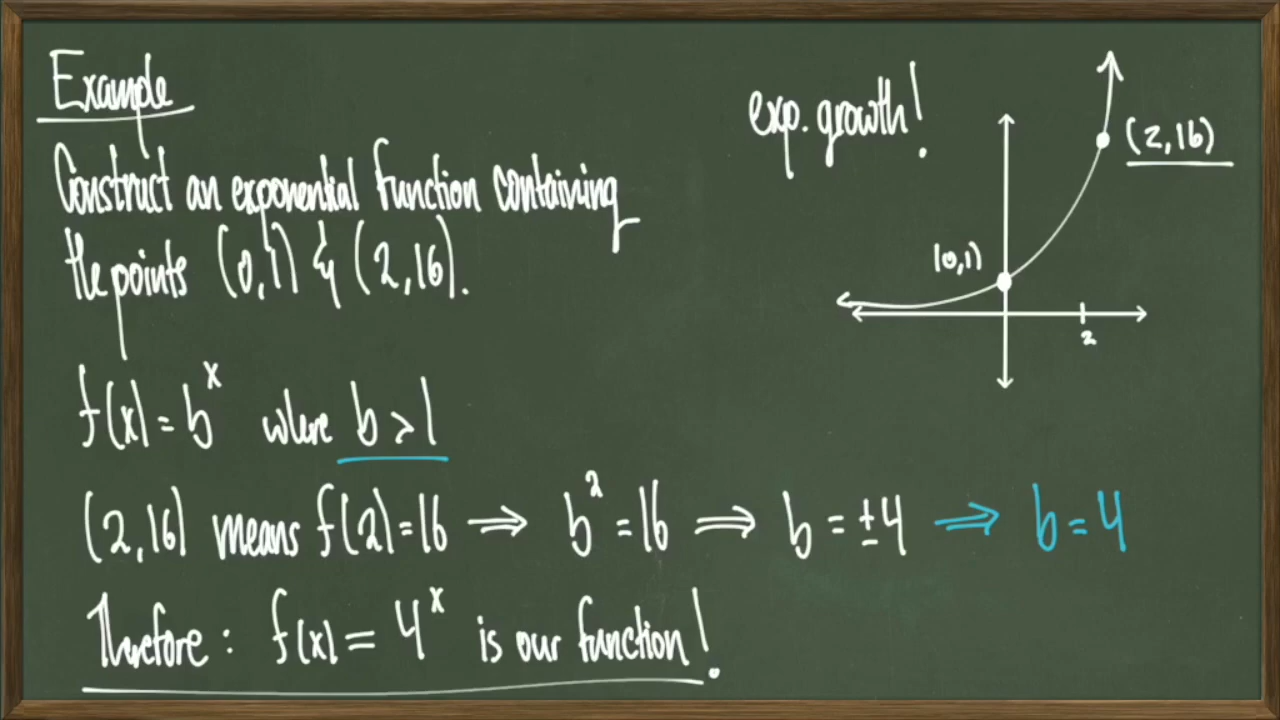 Example
Construct an exponential function containing
the points (0,1) & (2,16).
exp. growth!
(2,16)
(0,1)
2
f(x) = b^x where b > 1
(2,16) means f(2)=16 ⟹ b² = 16 ⟹ b = ±4 ⟹ b = 4
Therefore: f(x) = 4^x is our function!